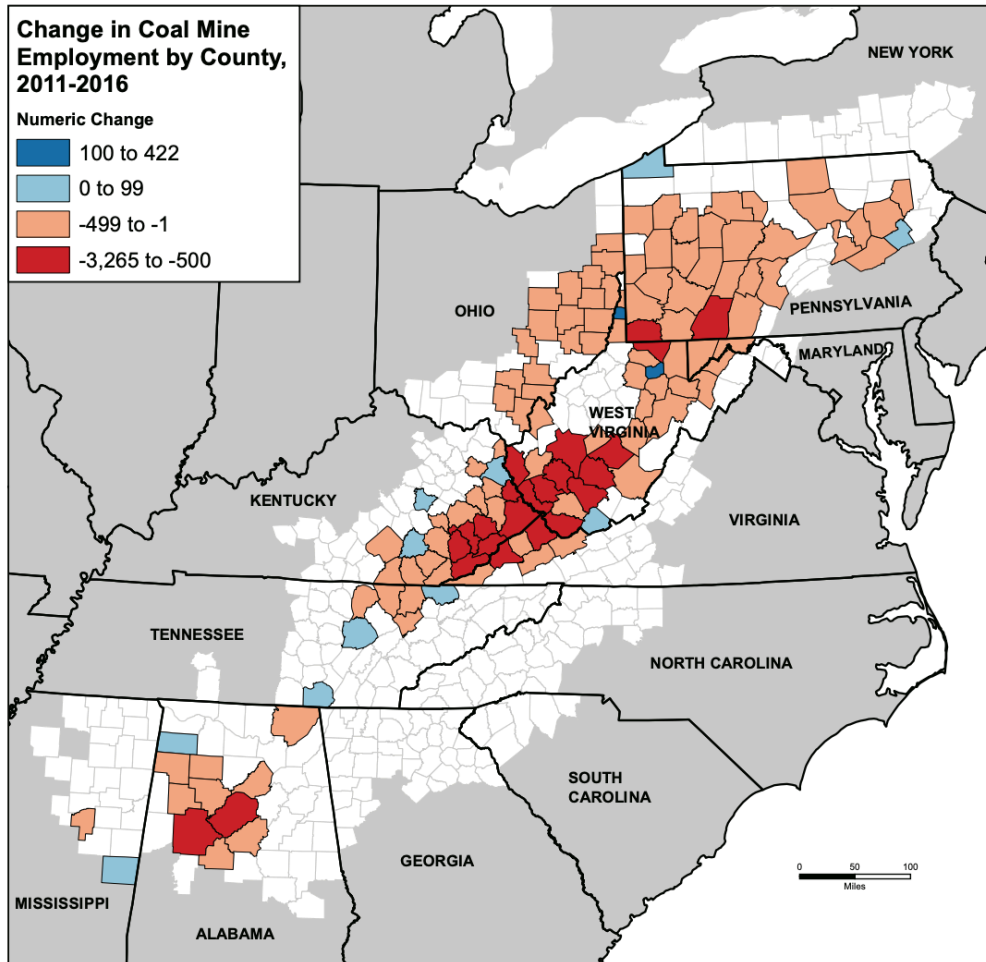 Change in Coal Mine
Employment by County,
2011-2016
Numeric Change
100 to 422
0 to 99
-499 to -1
-3,265 to -500
NEW YORK
OHIO
PENNSYLVANIA
MARYLAND
WEST
VIRGINIA
KENTUCKY
VIRGINIA
TENNESSEE
NORTH CAROLINA
SOUTH
CAROLINA
GEORGIA
MISSISSIPPI
ALABAMA
0 50 100
Miles